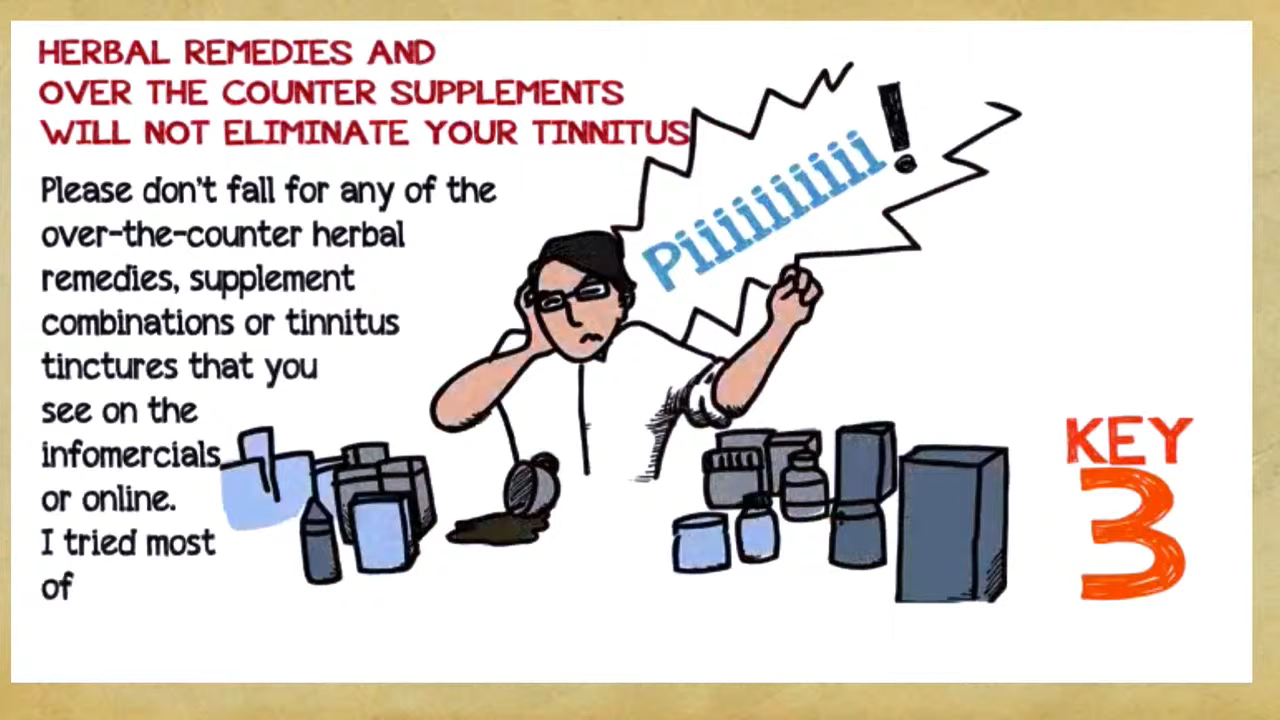 HERBAL REMEDIES AND
OVER THE COUNTER SUPPLEMENTS
WILL NOT ELIMINATE YOUR TINNITUS
Please don't fall for any of the
over-the-counter herbal
remedies, supplement
combinations or tinnitus
tinctures that you
see on the
infomercials
or online.
I tried most
of
Piiiiiiiiii!
KEY
3